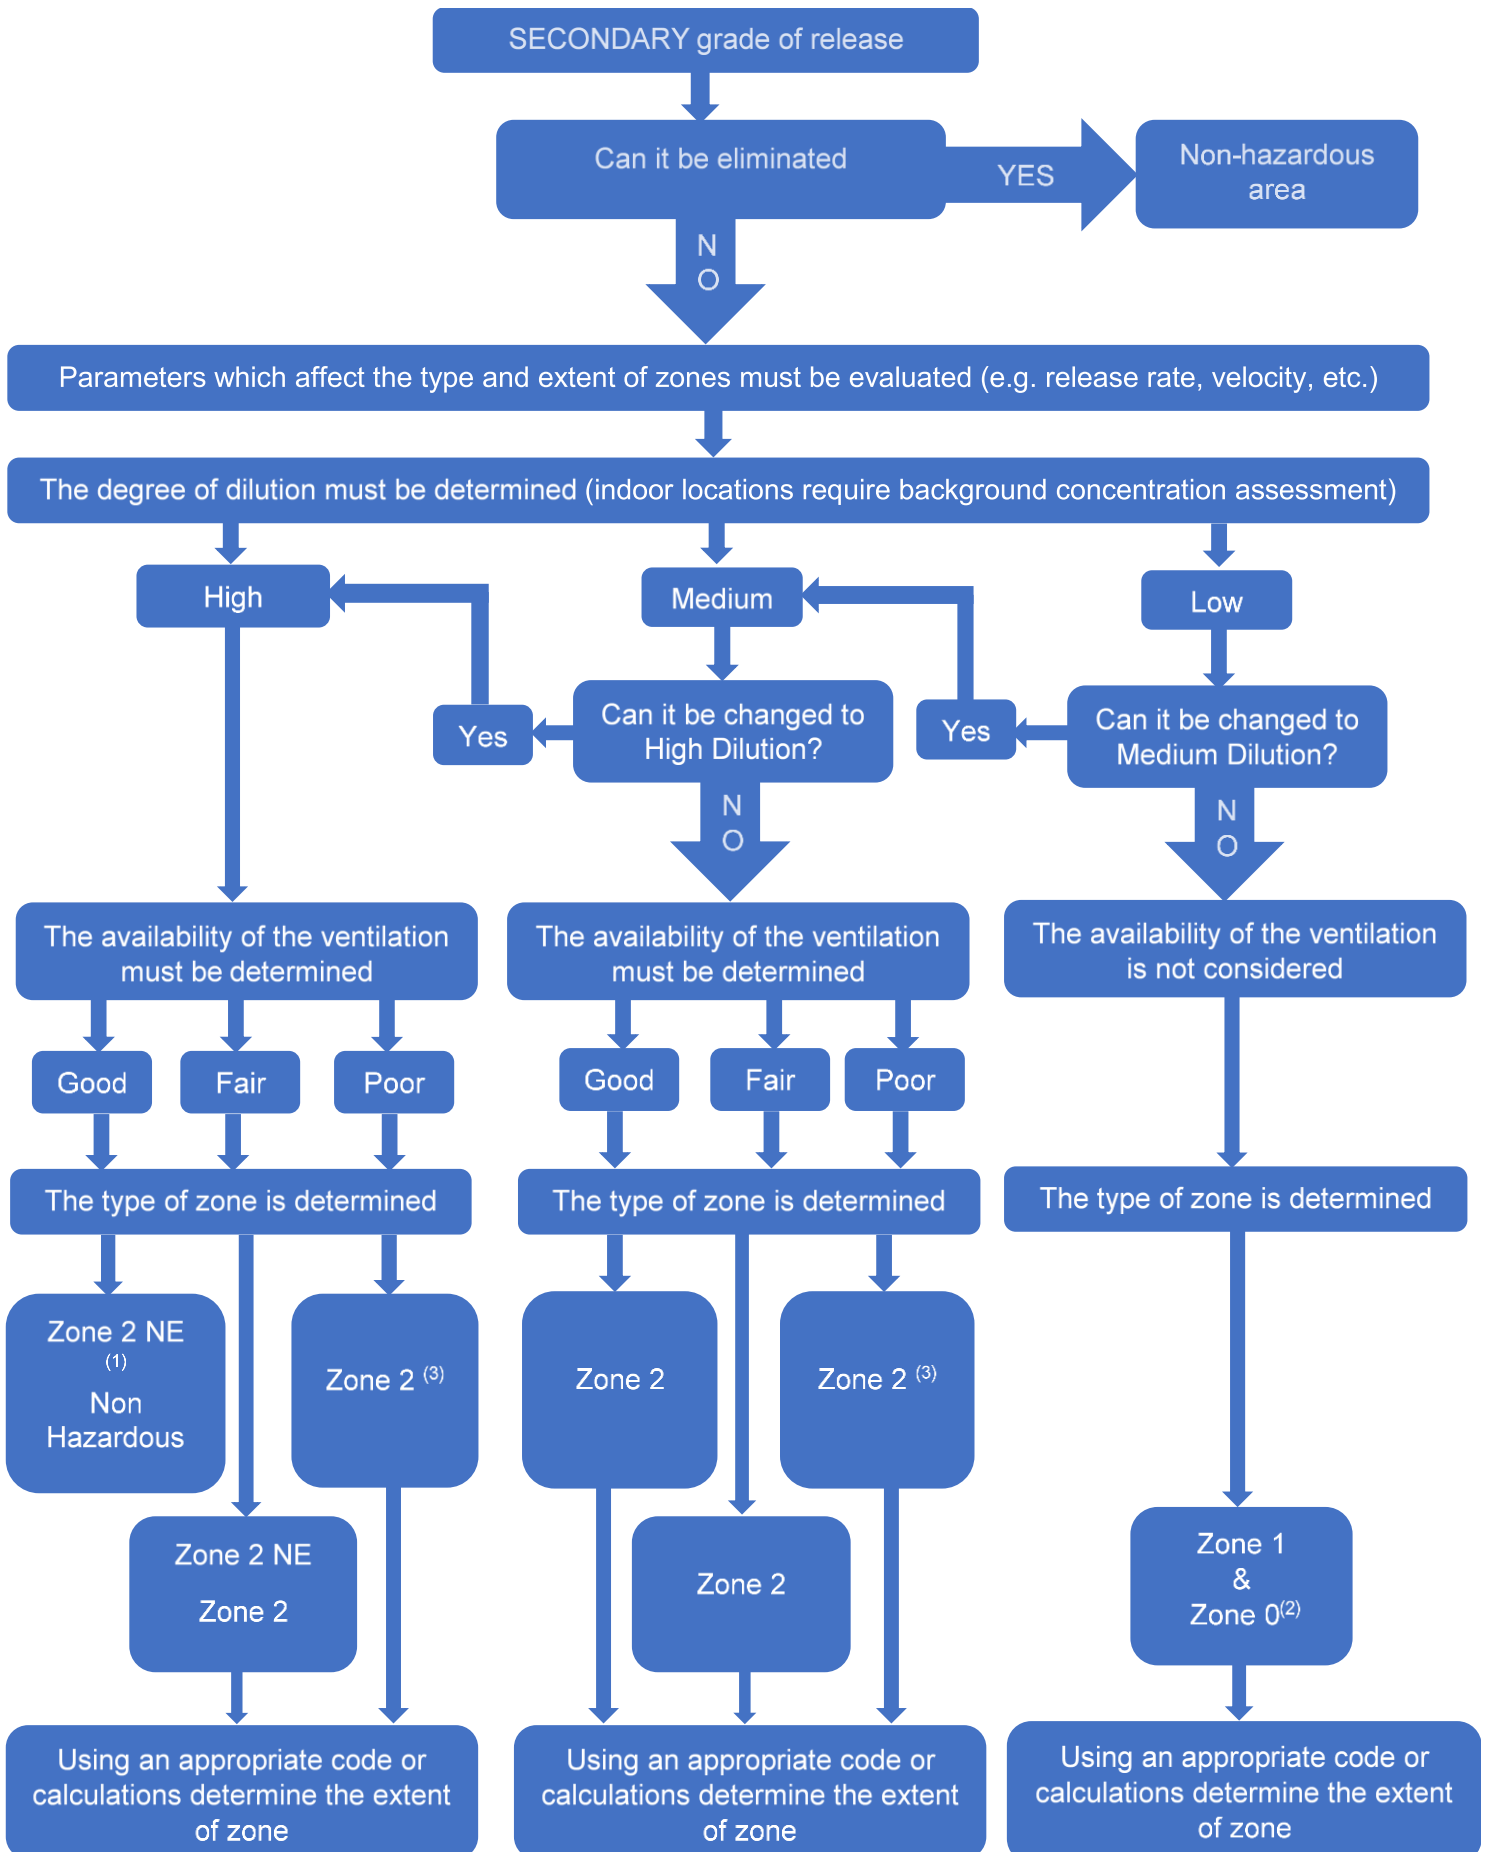 SECONDARY grade of release
Can it be eliminated
YES
Non-hazardous
area
N
O
Parameters which affect the type and extent of zones must be evaluated (e.g. release rate, velocity, etc.)
The degree of dilution must be determined (indoor locations require background concentration assessment)
High
Medium
Low
Yes
Can it be changed to
High Dilution?
Yes
Can it be changed to
Medium Dilution?
N
O
N
O
The availability of the ventilation
must be determined
The availability of the ventilation
must be determined
The availability of the ventilation
is not considered
Good
Fair
Poor
Good
Fair
Poor
The type of zone is determined
The type of zone is determined
The type of zone is determined
Zone 2 NE
(1)
Non
Hazardous
Zone 2 (3)
Zone 2
Zone 2 (3)
Zone 2 NE
Zone 2
Zone 2
Zone 1
&
Zone 0(2)
Using an appropriate code or
calculations determine the extent
of zone
Using an appropriate code or
calculations determine the extent
of zone
Using an appropriate code or
calculations determine the extent
of zone